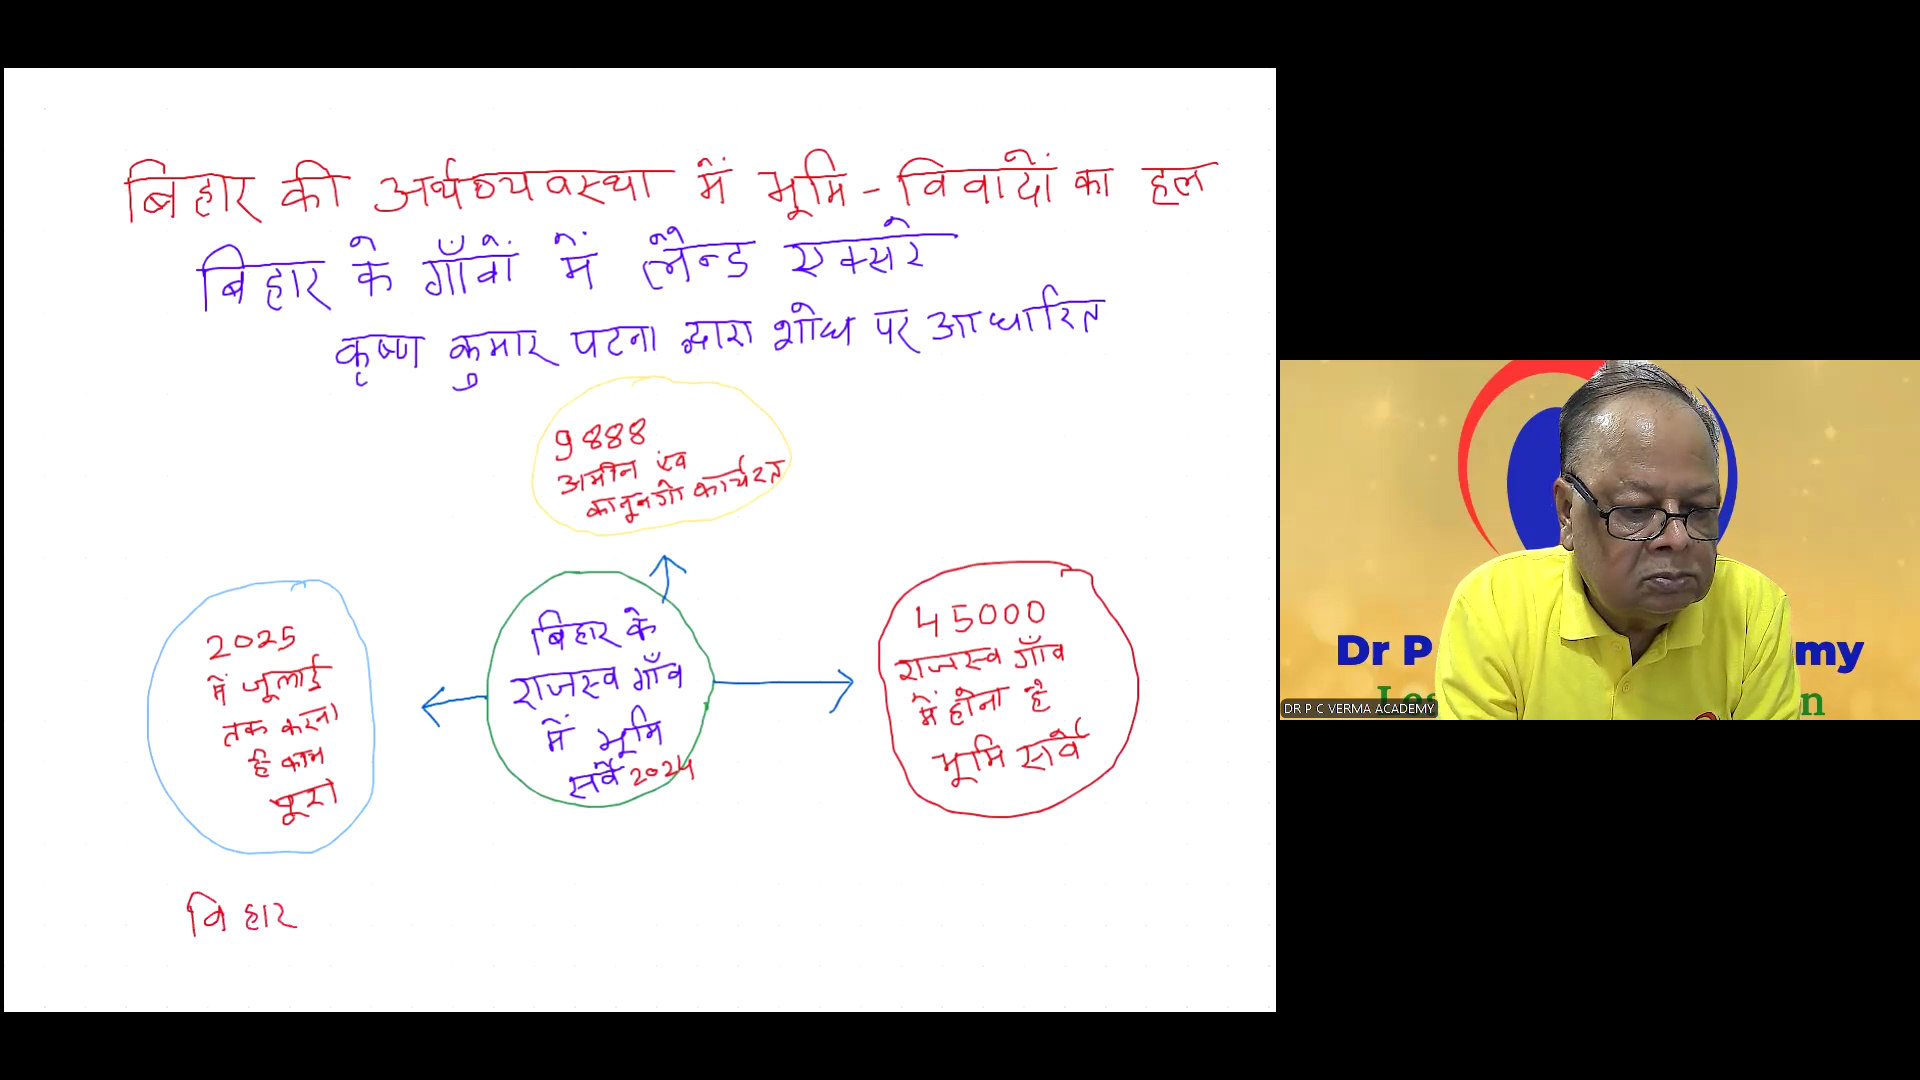 बिहार की अर्थव्यवस्था में भूमि - विवादों का हल
बिहार के गाँवों में लैन्ड एक्सरे
कृष्ण कुमार पटना द्वारा शोध पर आधारित
9888
अमीन एंव
कानूनगो कार्यरत
2025
में जूलाई
तक करना
है काम
पूरा
बिहार के
राजस्व गाँव
में भूमि
सर्वे 2024
45000
राजस्व गाँव
में होना है
भूमि सर्वे
विहार
Dr P my
n
DR P C VERMA ACADEMY